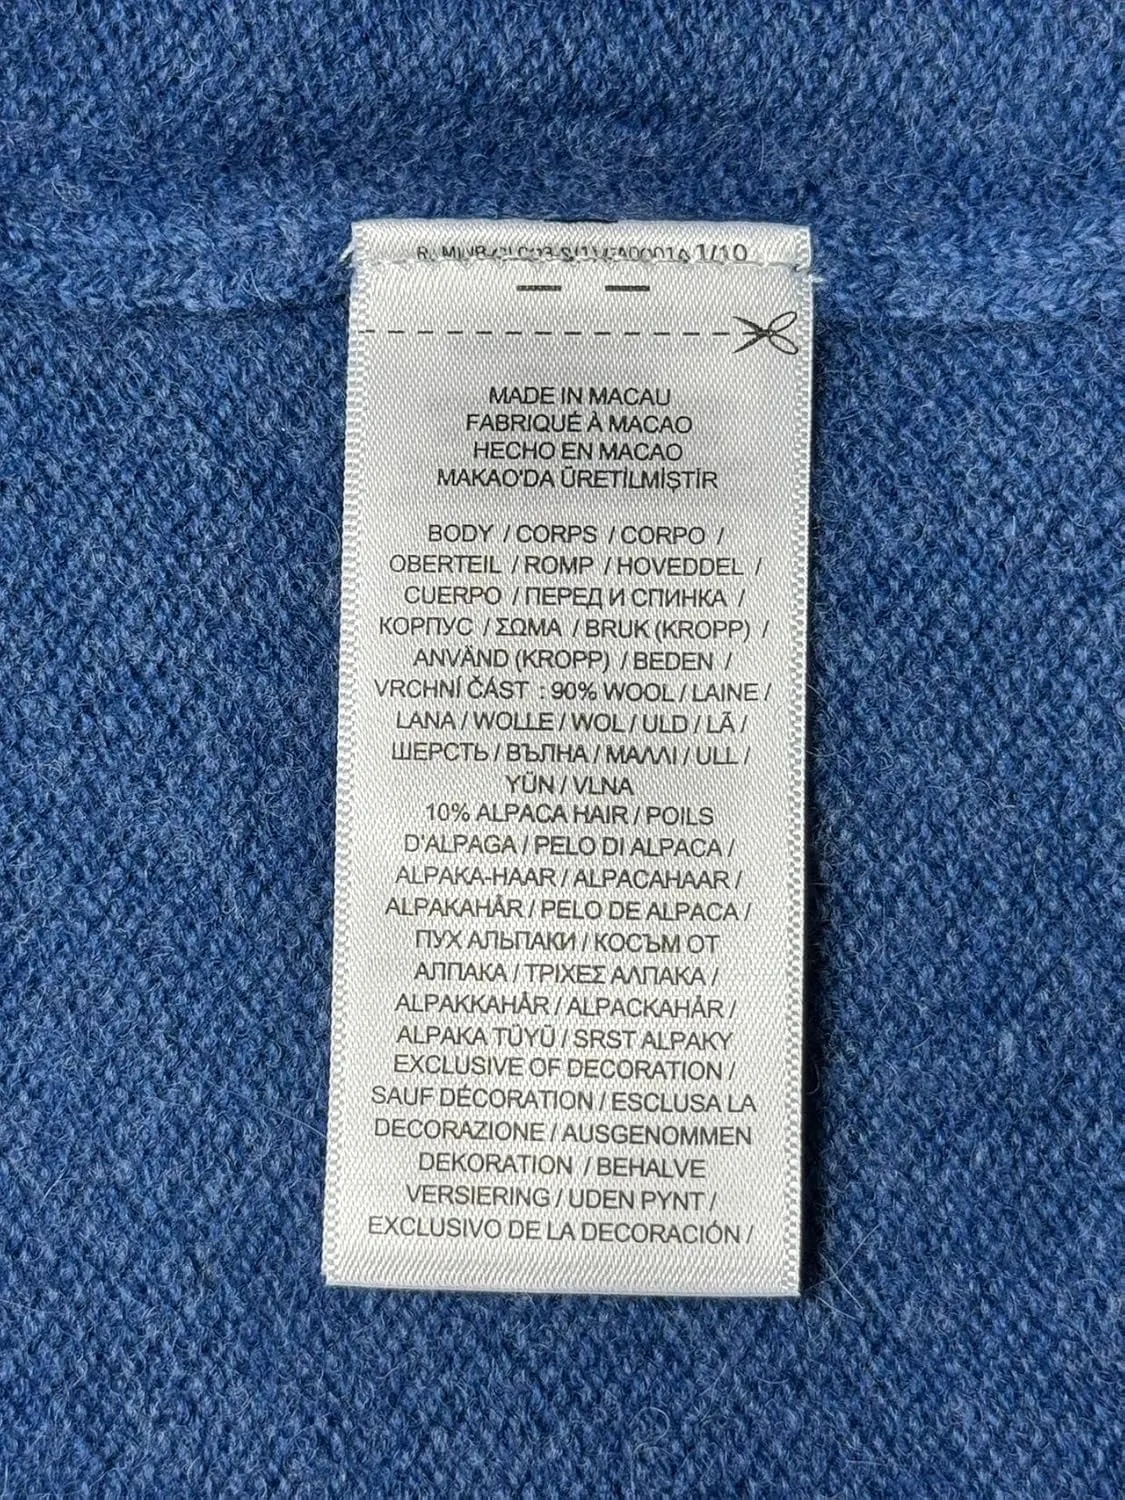 1/10
MADE IN MACAU
FABRIQUÉ À MACAO
HECHO EN MACAO
MAKAO'DA ÜRETİLMİŞTİR
BODY / CORPS / CORPO /
OBERTEIL / ROMP / HOVEDDEL /
CUERPO / ПЕРЕД И СПИНКА /
КОРПУС / ΣΩΜΑ / BRUK (KROPP) /
ANVÄND (KROPP) / BEDEN /
VRCHNÍ ČÁST : 90% WOOL / LAINE /
LANA / WOLLE / WOL / ULD / LÃ /
ШЕРСТЬ / ВЪЛНА / ΜΑΛΛΙ / ULL /
YÜN / VLNA
10% ALPACA HAIR / POILS
D'ALPAGA / PELO DI ALPACA /
ALPAKA-HAAR / ALPACAHAAR /
ALPAKAHÅR / PELO DE ALPACA /
ПУХ АЛЬПАКИ / КОСЪМ ОТ
АЛПАКА / ΤΡΙΧΕΣ ΑΛΠΑΚΑ /
ALPAKKAHÅR / ALPACKAHÅR /
ALPAKA TÜYÜ / SRST ALPAKY
EXCLUSIVE OF DECORATION /
SAUF DÉCORATION / ESCLUSA LA
DECORAZIONE / AUSGENOMMEN
DEKORATION / BEHALVE
VERSIERING / UDEN PYNT /
EXCLUSIVO DE LA DECORACIÓN /